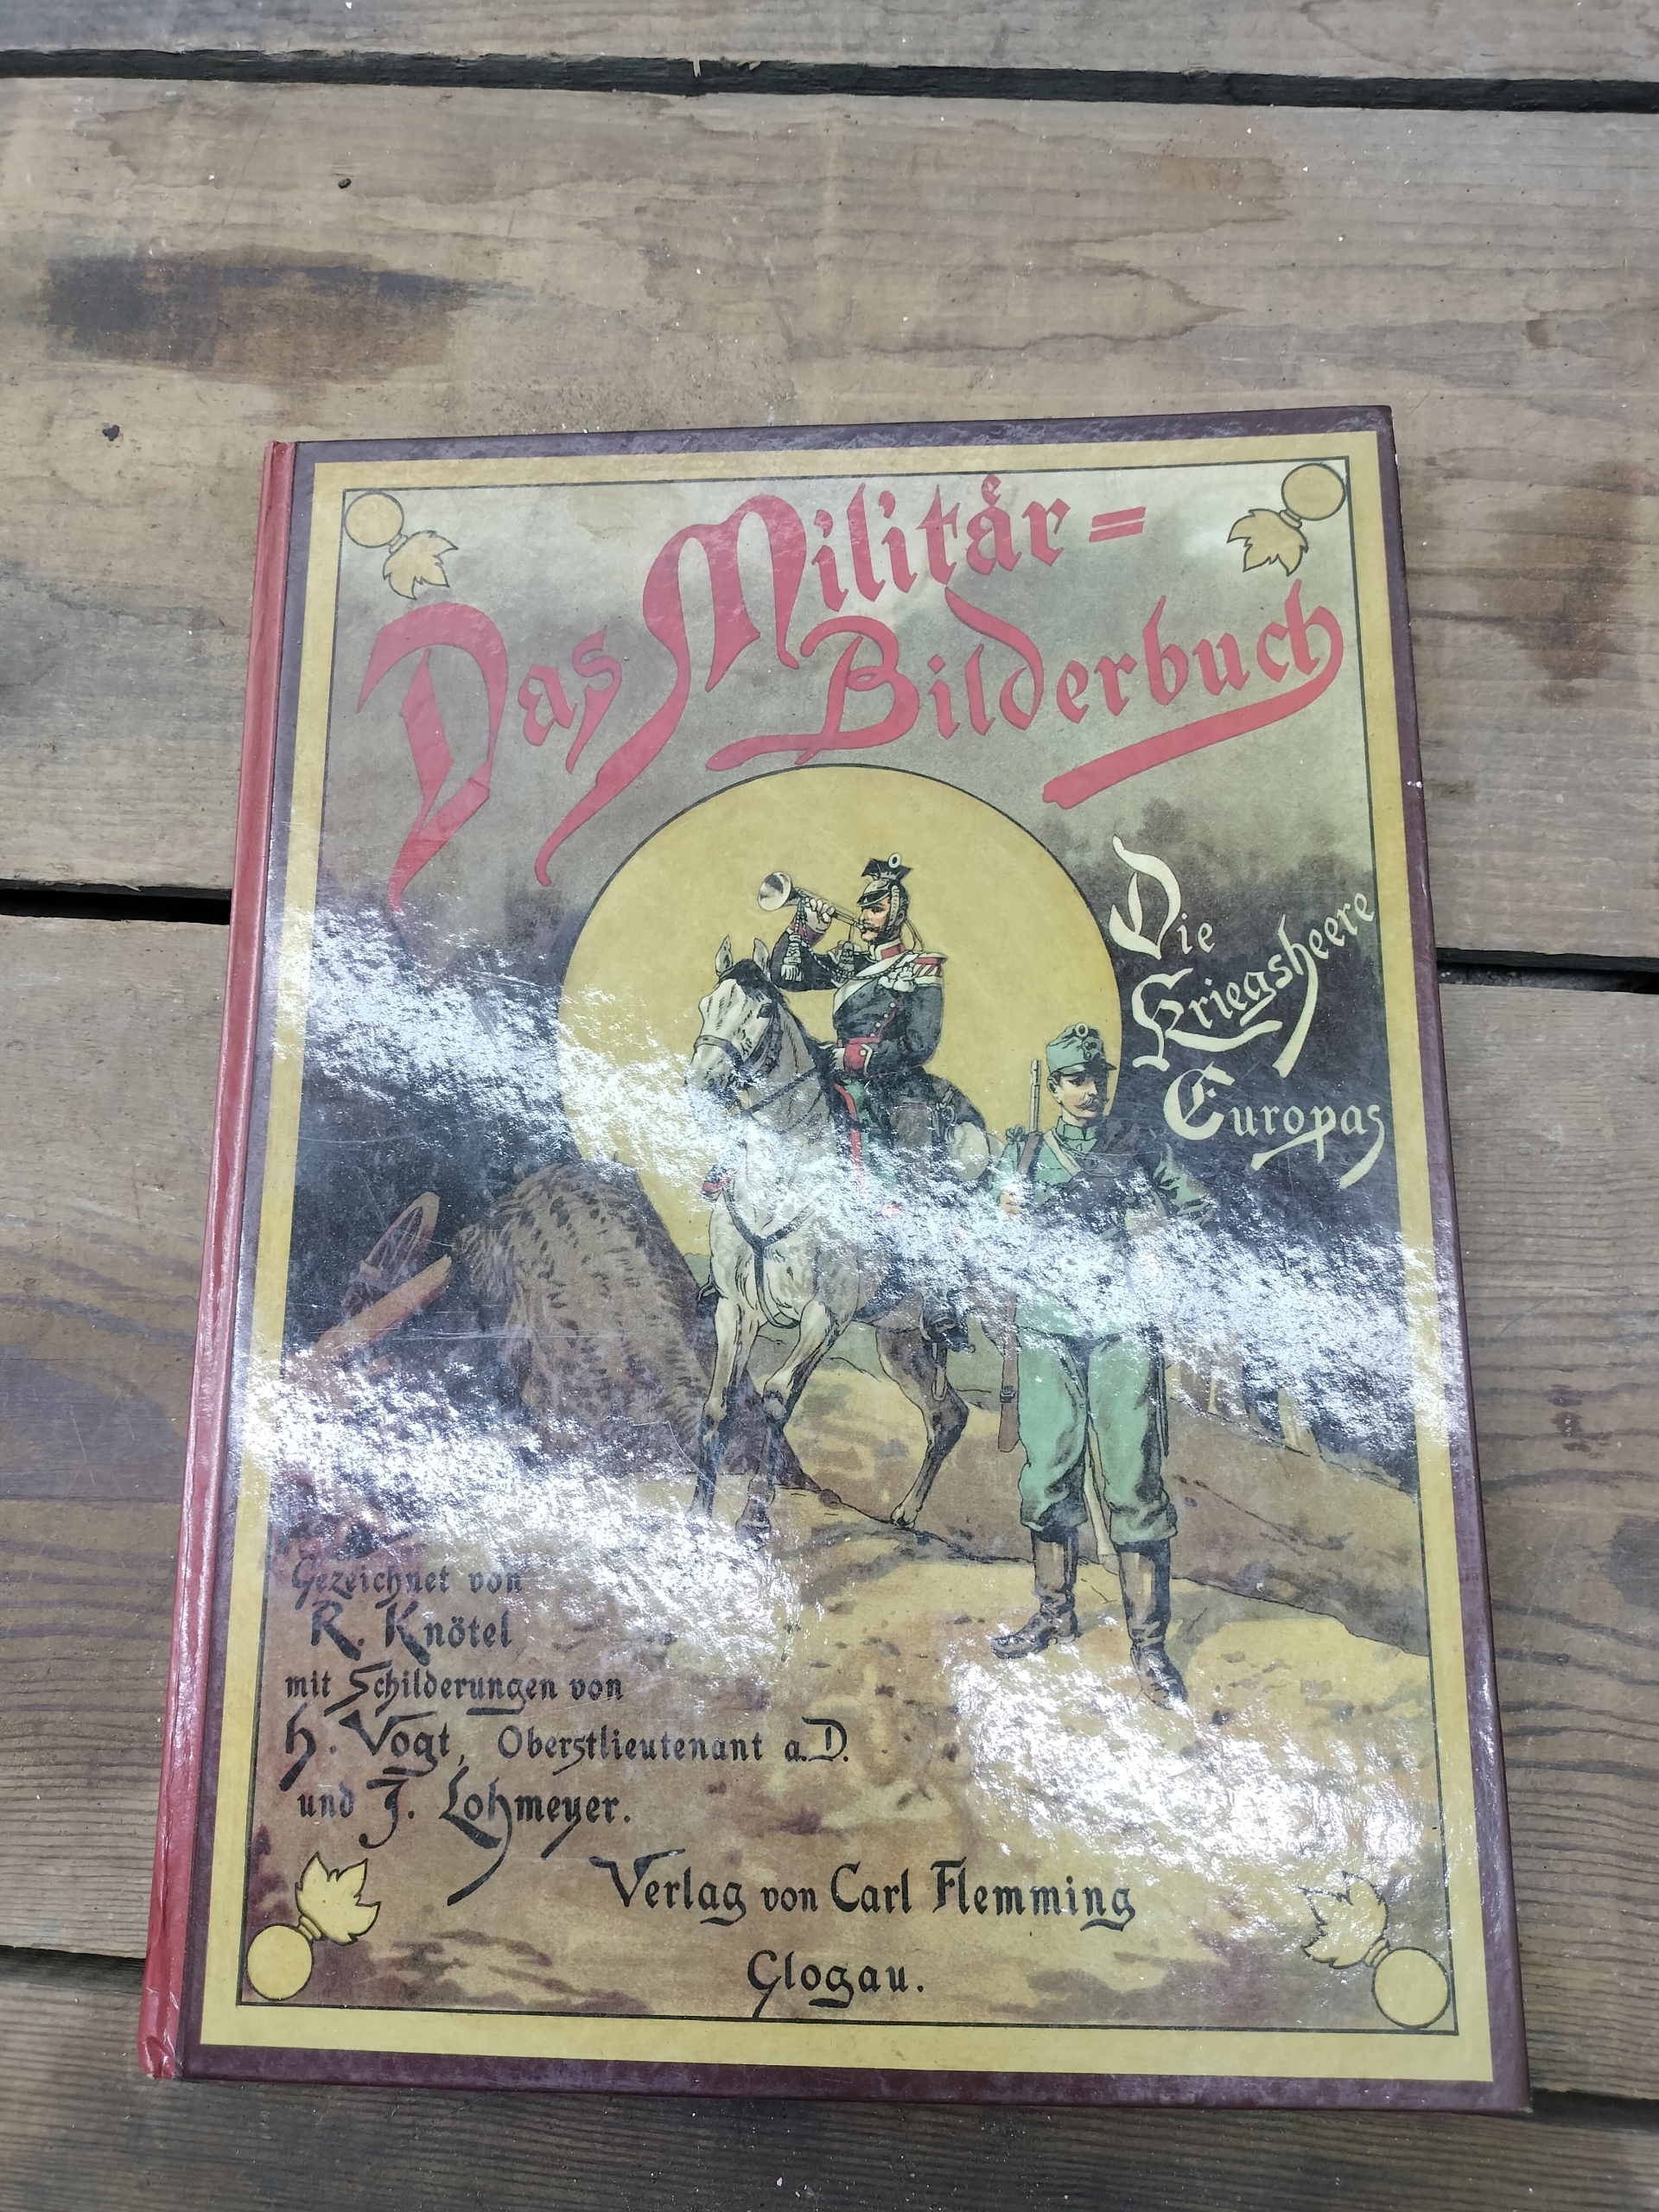 Das Militär=
Bilderbuch
Die
Kriegsheere
Europas
Gezeichnet von
R. Knötel
mit Schilderungen von
H. Vogt, Oberstlieutenant a.D.
und J. Lohmeyer.
Verlag von Carl Flemming
Glogau.